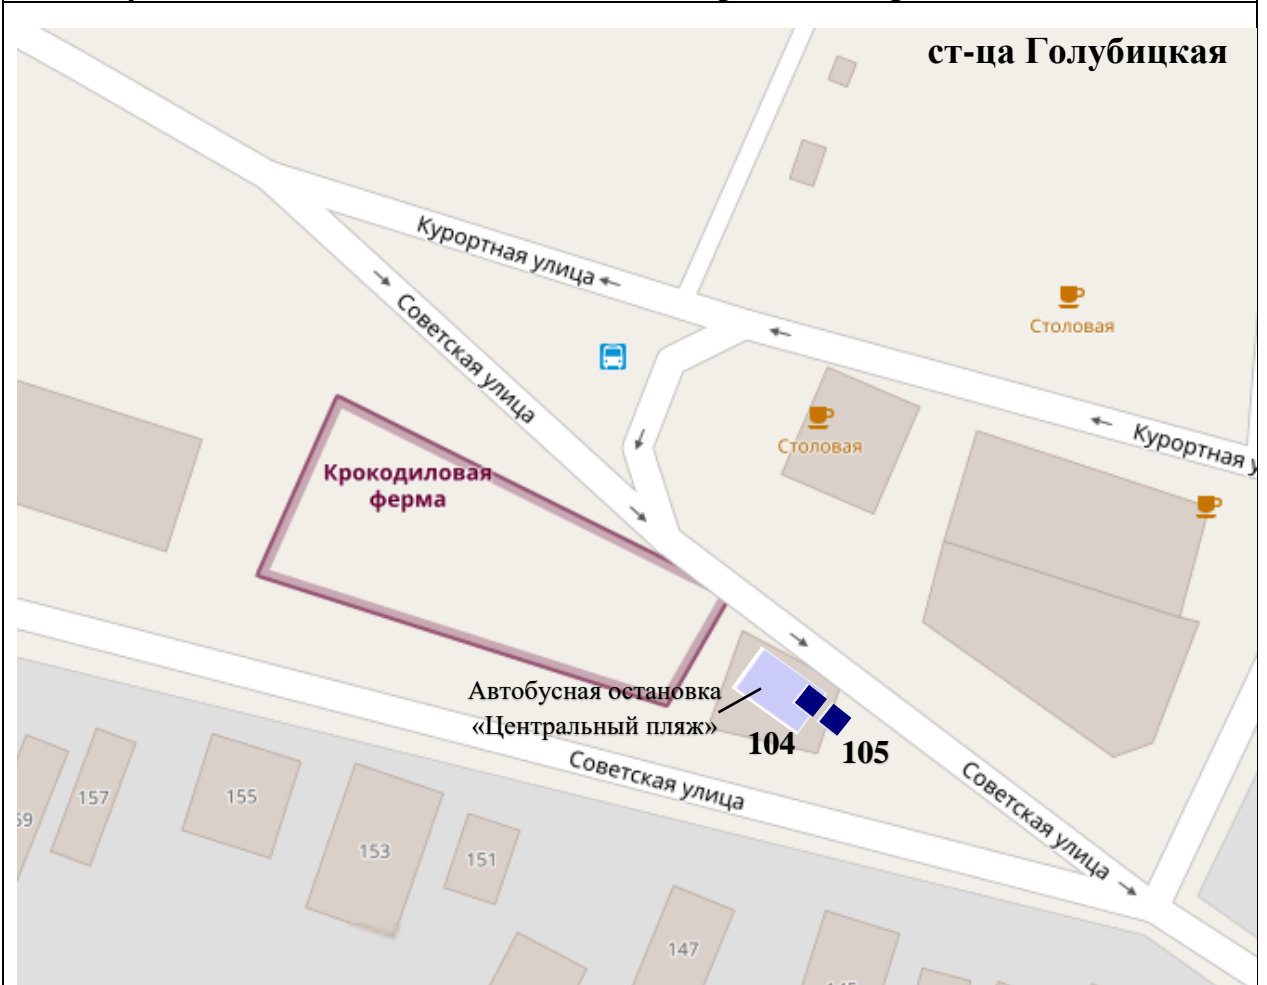 ст-ца Голубицкая
Курортная улица
Советская улица
Столовая
Столовая
Курортная у
Крокодиловая
ферма
Автобусная остановка
«Центральный пляж»
104
105
Советская улица
Советская улица
59
157
155
153
151
147